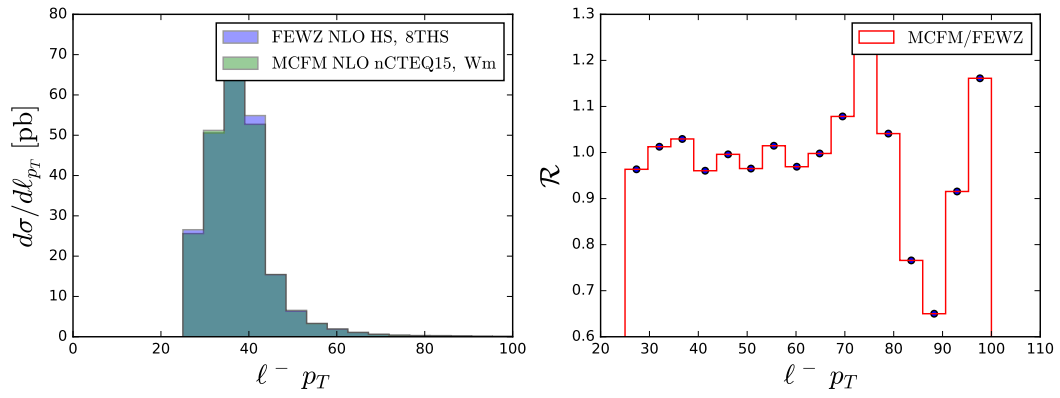 80
70
60
50
40
30
20
10
0
dσ/dℓ_{p_T} [pb]
FEWZ NLO HS, 8THS
MCFM NLO nCTEQ15, Wm
0 20 40 60 80 100
ℓ⁻ p_T
1.3
1.2
1.1
1.0
0.9
0.8
0.7
0.6
ℛ
MCFM/FEWZ
20 30 40 50 60 70 80 90 100 110
ℓ⁻ p_T